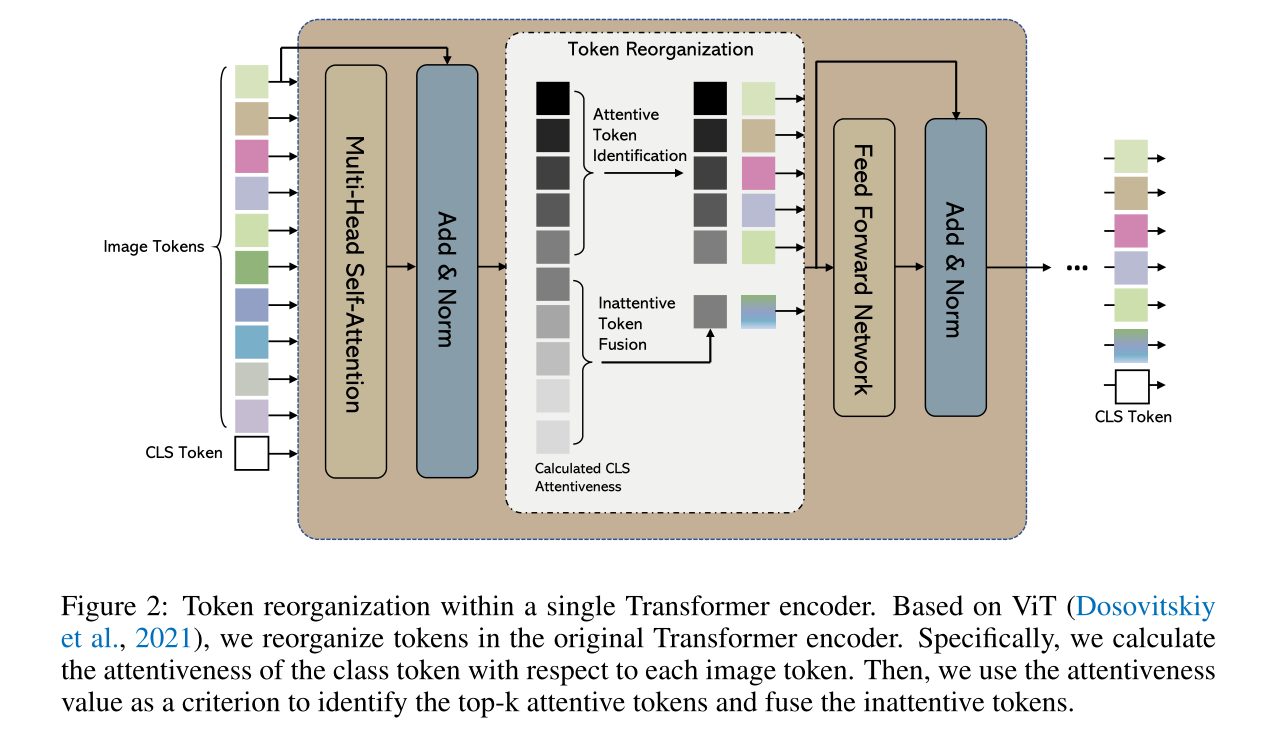 Token Reorganization
Image Tokens
CLS Token
Multi-Head Self-Attention
Add & Norm
Attentive
Token
Identification
Inattentive
Token
Fusion
Calculated CLS
Attentiveness
Feed Forward Network
Add & Norm
...
CLS Token
Figure 2: Token reorganization within a single Transformer encoder. Based on ViT (Dosovitskiy
et al., 2021), we reorganize tokens in the original Transformer encoder. Specifically, we calculate
the attentiveness of the class token with respect to each image token. Then, we use the attentiveness
value as a criterion to identify the top-k attentive tokens and fuse the inattentive tokens.